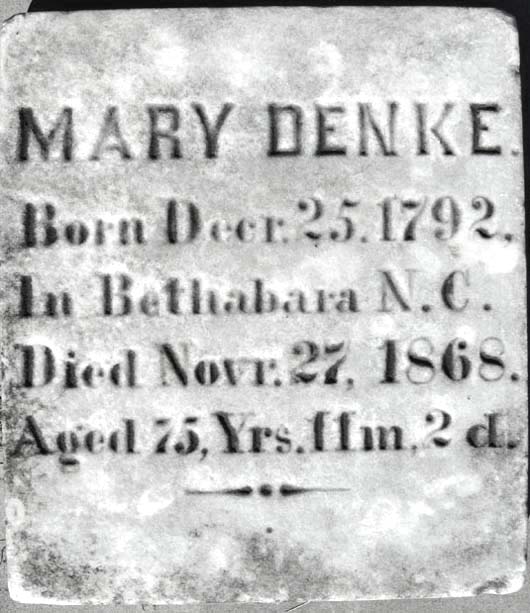 MARY DENKE.
Born Decr. 25. 1792.
In Bethabara N.C.
Died Novr. 27, 1868.
Aged 75, Yrs. 11m. 2 d.